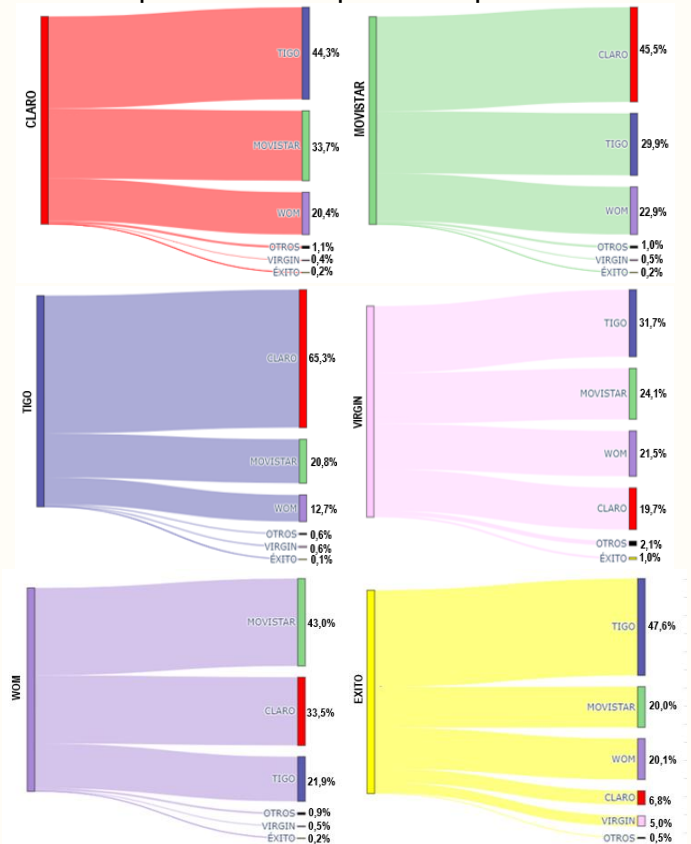 CLARO
TIGO 44,3%
MOVISTAR 33,7%
WOM 20,4%
OTROS 1,1%
VIRGIN 0,4%
ÉXITO 0,2%
MOVISTAR
CLARO 45,5%
TIGO 29,9%
WOM 22,9%
OTROS 1,0%
VIRGIN 0,5%
ÉXITO 0,2%
TIGO
CLARO 65,3%
MOVISTAR 20,8%
WOM 12,7%
OTROS 0,6%
VIRGIN 0,6%
ÉXITO 0,1%
VIRGIN
TIGO 31,7%
MOVISTAR 24,1%
WOM 21,5%
CLARO 19,7%
OTROS 2,1%
ÉXITO 1,0%
WOM
MOVISTAR 43,0%
CLARO 33,5%
TIGO 21,9%
OTROS 0,9%
VIRGIN 0,5%
ÉXITO 0,2%
EXITO
TIGO 47,6%
MOVISTAR 20,0%
WOM 20,1%
CLARO 6,8%
VIRGIN 5,0%
OTROS 0,5%